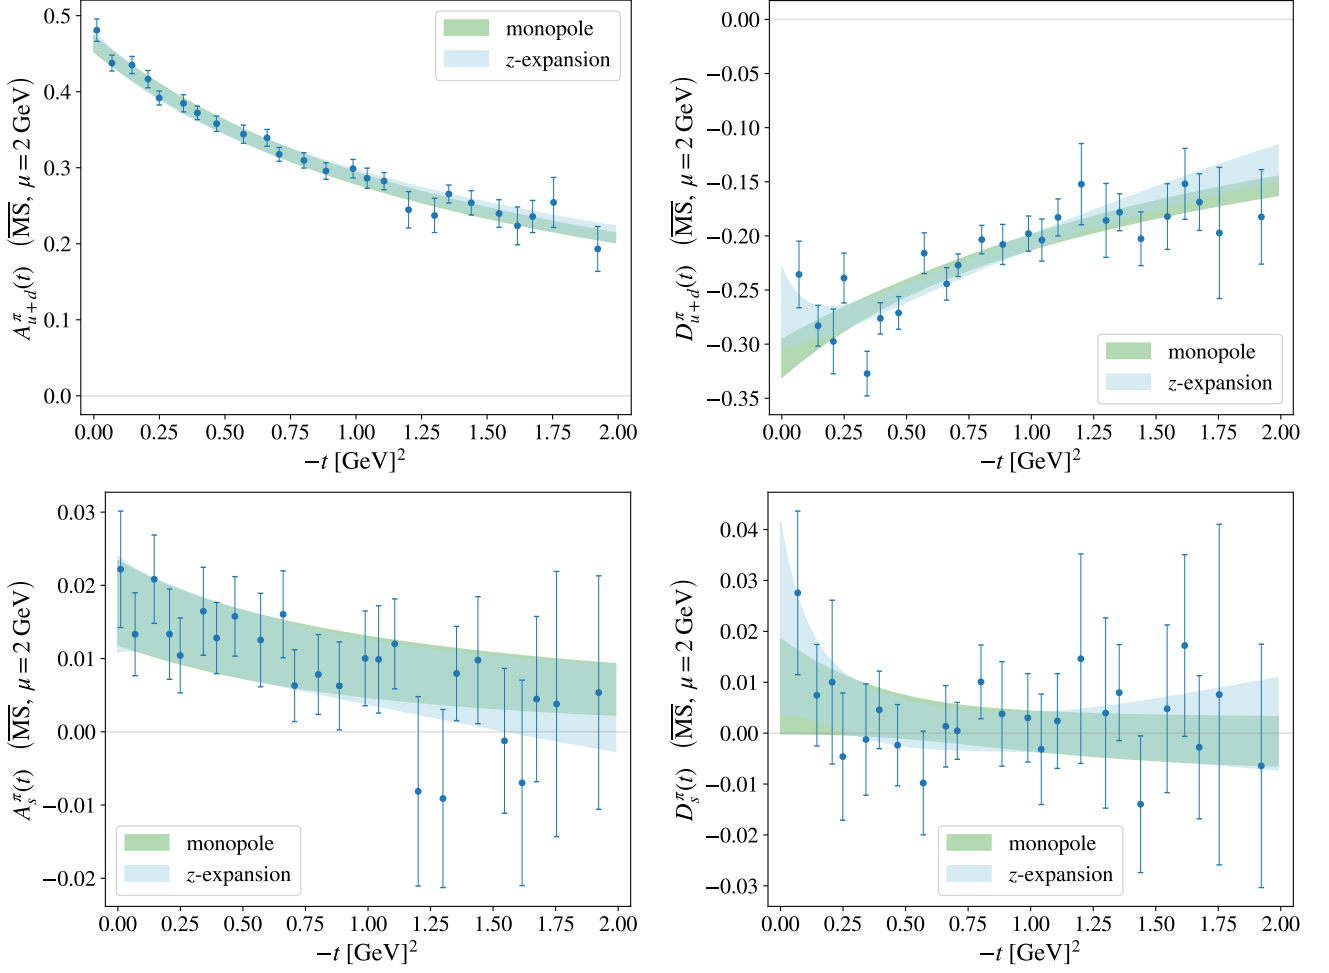 0.5
0.4
0.3
0.2
0.1
0.0
A^π_{u+d}(t) (\overline{MS}, μ = 2 GeV)
monopole
z-expansion
0.00 0.25 0.50 0.75 1.00 1.25 1.50 1.75 2.00
−t [GeV]^2
0.00
−0.05
−0.10
−0.15
−0.20
−0.25
−0.30
−0.35
D^π_{u+d}(t) (\overline{MS}, μ = 2 GeV)
monopole
z-expansion
0.00 0.25 0.50 0.75 1.00 1.25 1.50 1.75 2.00
−t [GeV]^2
0.03
0.02
0.01
0.00
−0.01
−0.02
A^π_s(t) (\overline{MS}, μ = 2 GeV)
monopole
z-expansion
0.00 0.25 0.50 0.75 1.00 1.25 1.50 1.75 2.00
−t [GeV]^2
0.04
0.03
0.02
0.01
0.00
−0.01
−0.02
−0.03
D^π_s(t) (\overline{MS}, μ = 2 GeV)
monopole
z-expansion
0.00 0.25 0.50 0.75 1.00 1.25 1.50 1.75 2.00
−t [GeV]^2